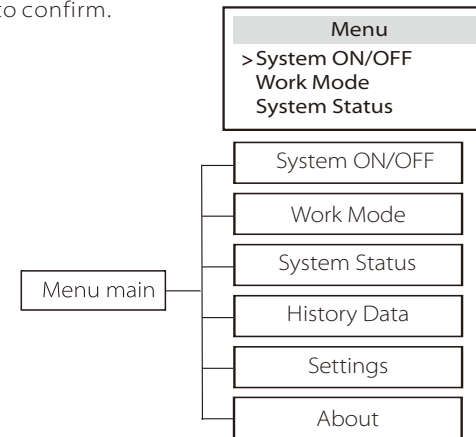 to confirm.
Menu
>System ON/OFF
Work Mode
System Status
System ON/OFF
Work Mode
System Status
Menu main
History Data
Settings
About